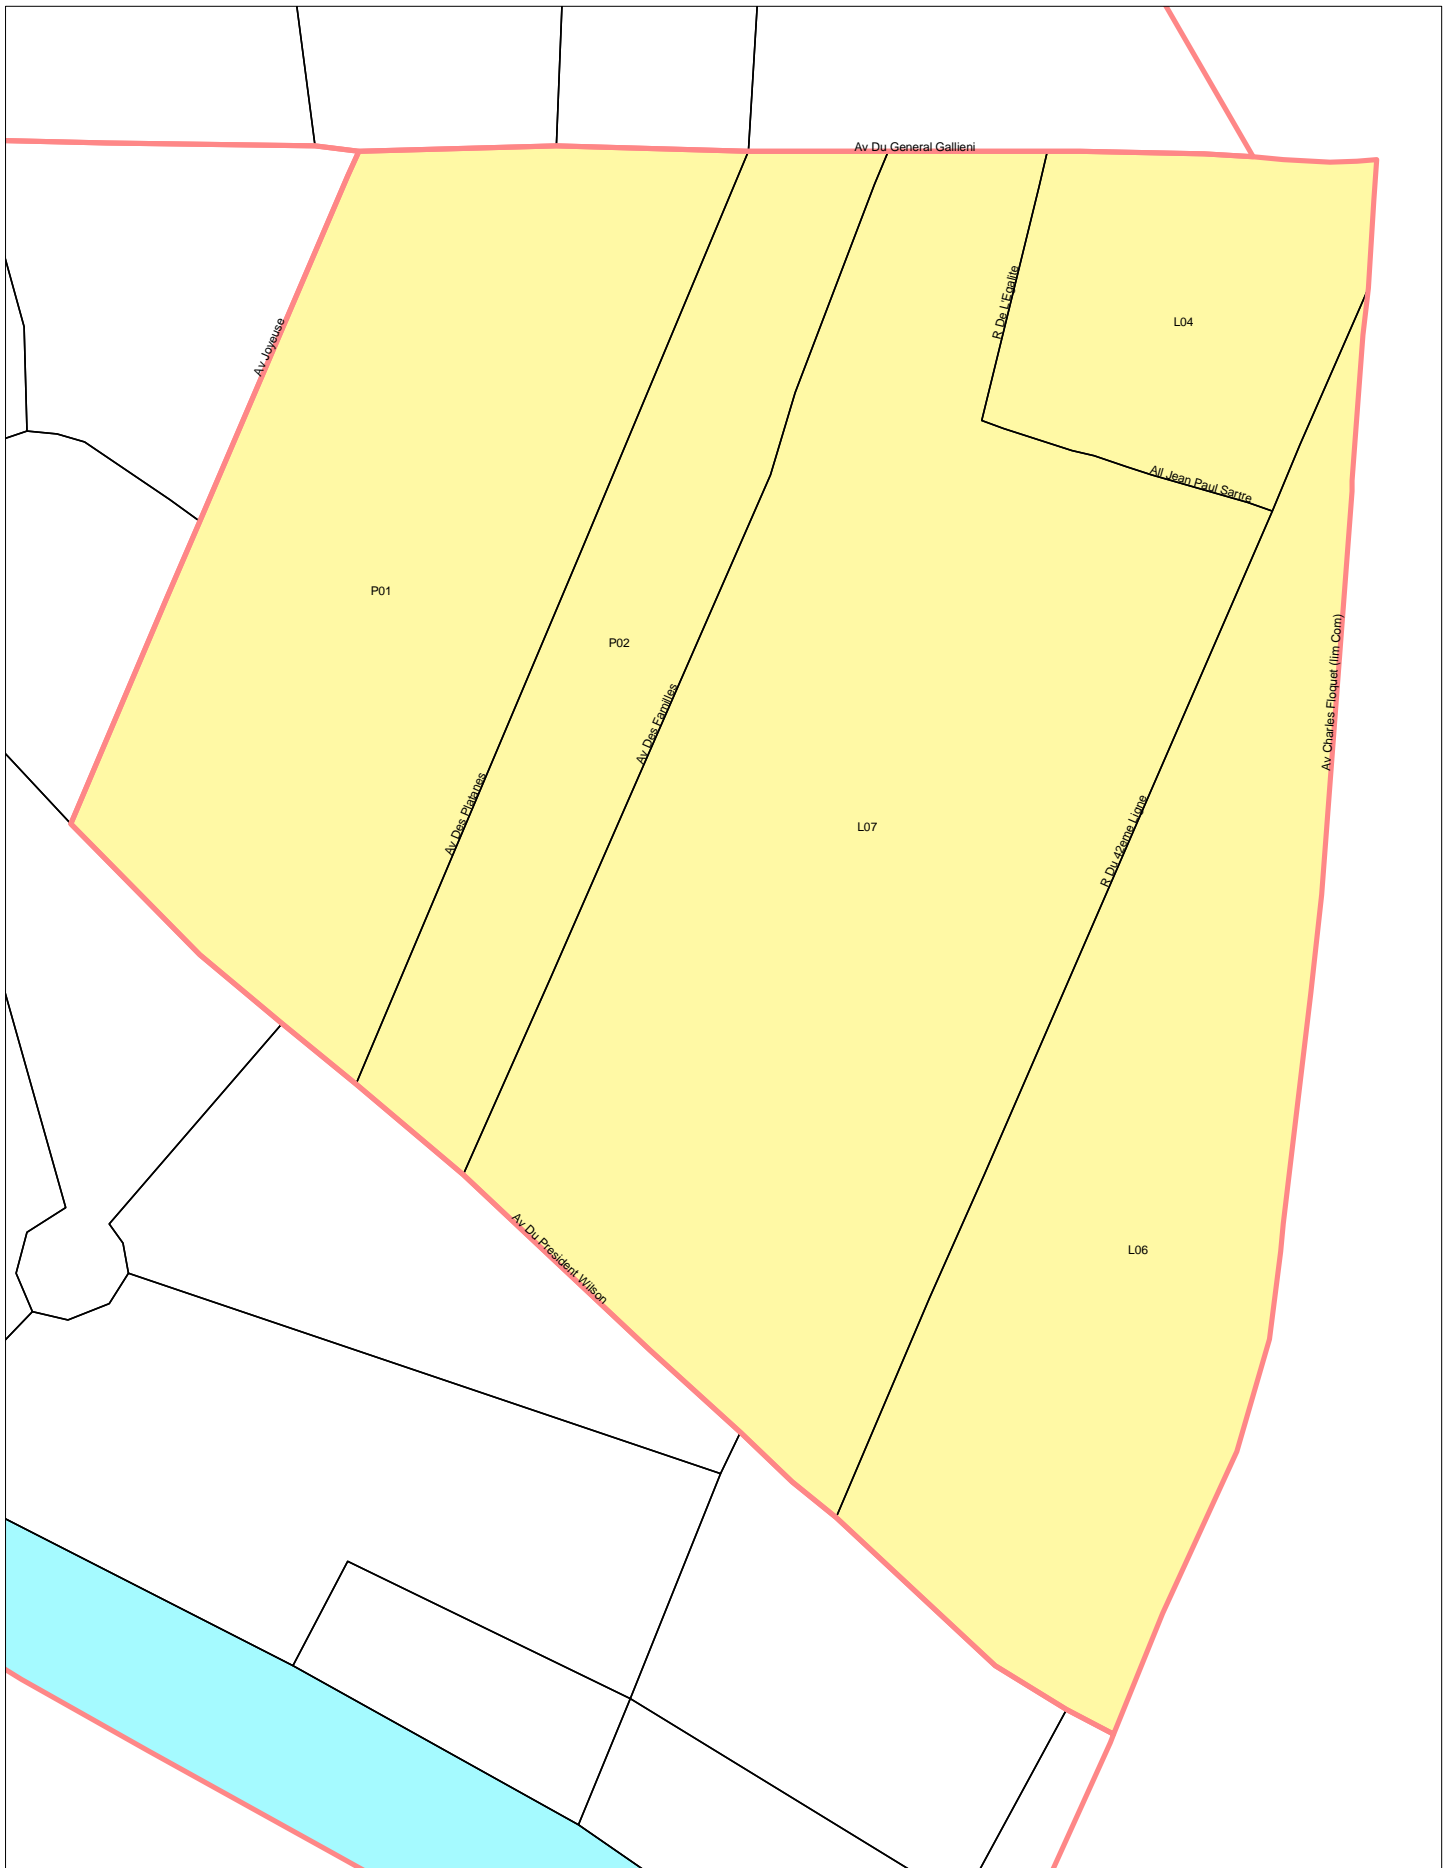 Av Du General Gallieni
R De L'Egalite
L04
Av Joyeuse
All Jean Paul Sartre
P01
P02
Av Charles Floquet (lim Com)
Av Des Familles
Av Des Platanes
L07
R Du 42eme Ligne
Av Du President Wilson
L06